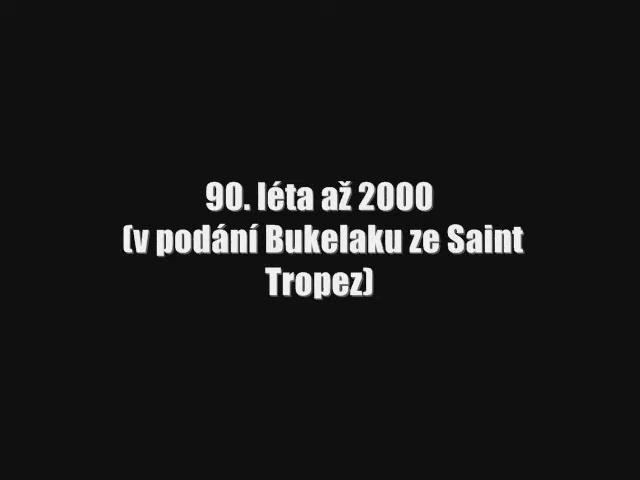 90. léta až 2000
(v podání Bukelaku ze Saint
Tropez)